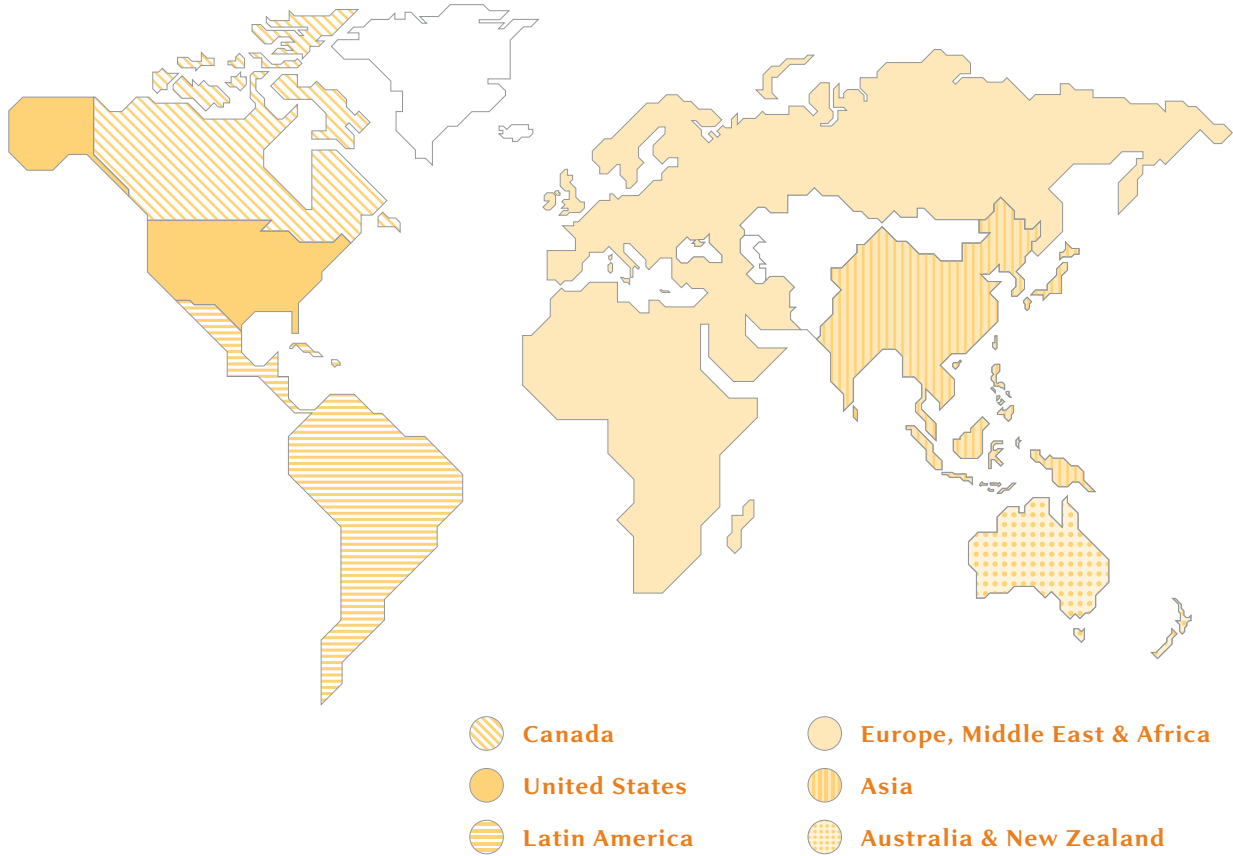 Canada
United States
Latin America
Europe, Middle East & Africa
Asia
Australia & New Zealand